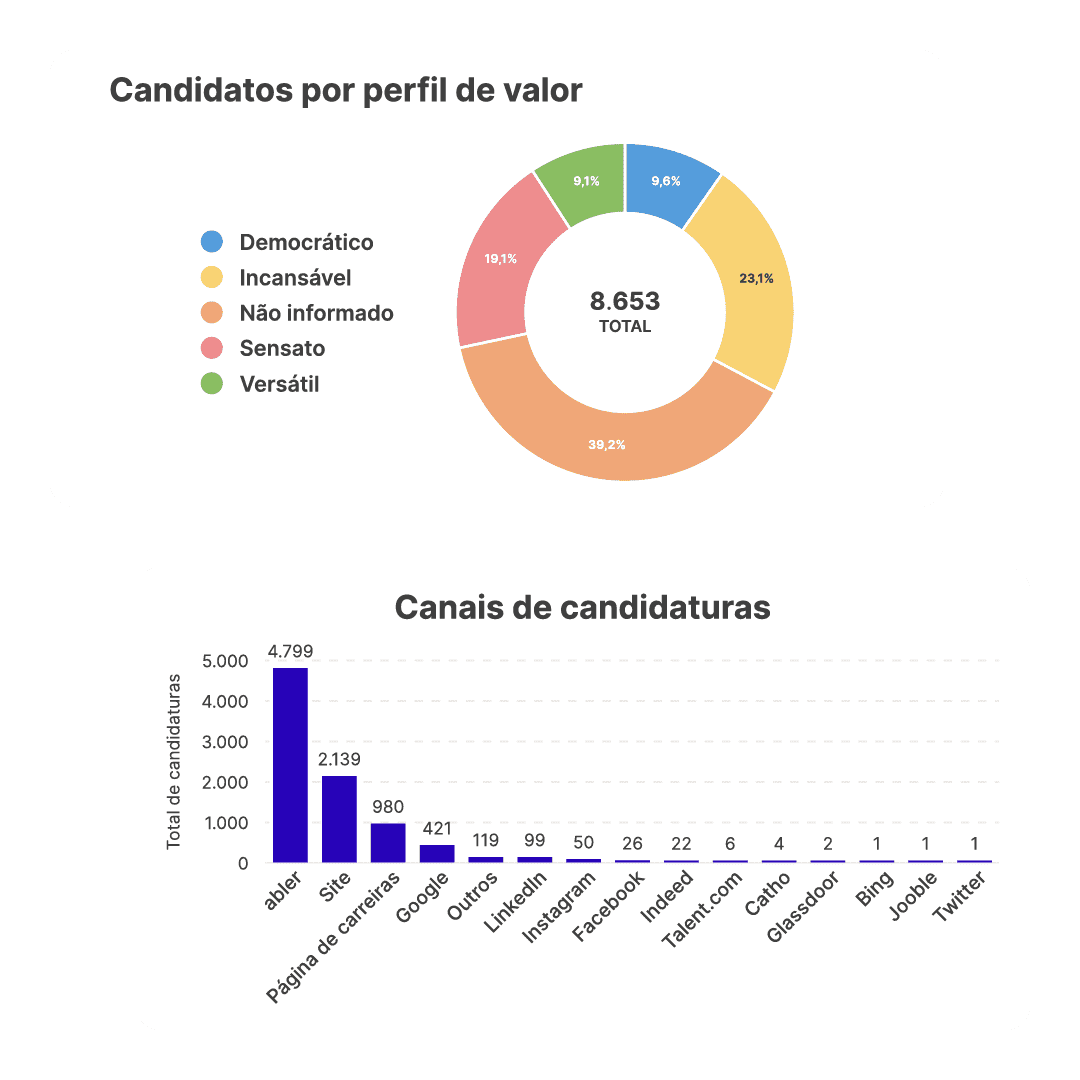 Candidatos por perfil de valor
Democrático
Incansável
Não informado
Sensato
Versátil
9,1%
9,6%
19,1%
23,1%
39,2%
8.653
TOTAL
Canais de candidaturas
Total de candidaturas
5.000
4.000
3.000
2.000
1.000
0
4.799
2.139
980
421
119
99
50
26
22
6
4
2
1
1
1
abler
Site
Página de carreiras
Google
Outros
LinkedIn
Instagram
Facebook
Indeed
Talent.com
Catho
Glassdoor
Bing
Jooble
Twitter